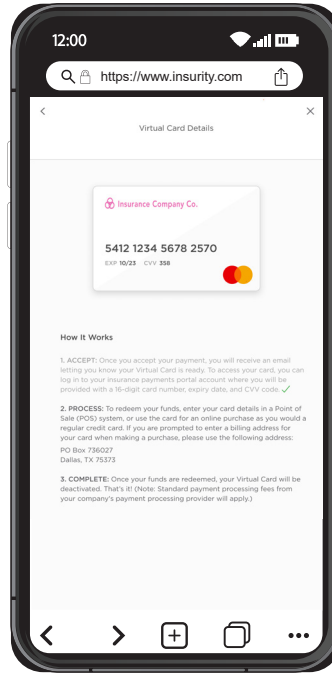 12:00
https://www.insurity.com
Virtual Card Details
Insurance Company Co.
5412 1234 5678 2570
EXP 10/23 CVV 358
How It Works
1. ACCEPT: Once you accept your payment, you will receive an email
letting you know your Virtual Card is ready. To access your card, you can
log in to your insurance payments portal account where you will be
provided with a 16-digit card number, expiry date, and CVV code.
2. PROCESS: To redeem your funds, enter your card details in a Point of
Sale (POS) system, or use the card for an online purchase as you would a
regular credit card. If you are prompted to enter a billing address for
your card when making a purchase, please use the following address:
PO Box 736027
Dallas, TX 75373
3. COMPLETE: Once your funds are redeemed, your Virtual Card will be
deactivated. That's it! (Note: Standard payment processing fees from
your company's payment processing provider will apply.)